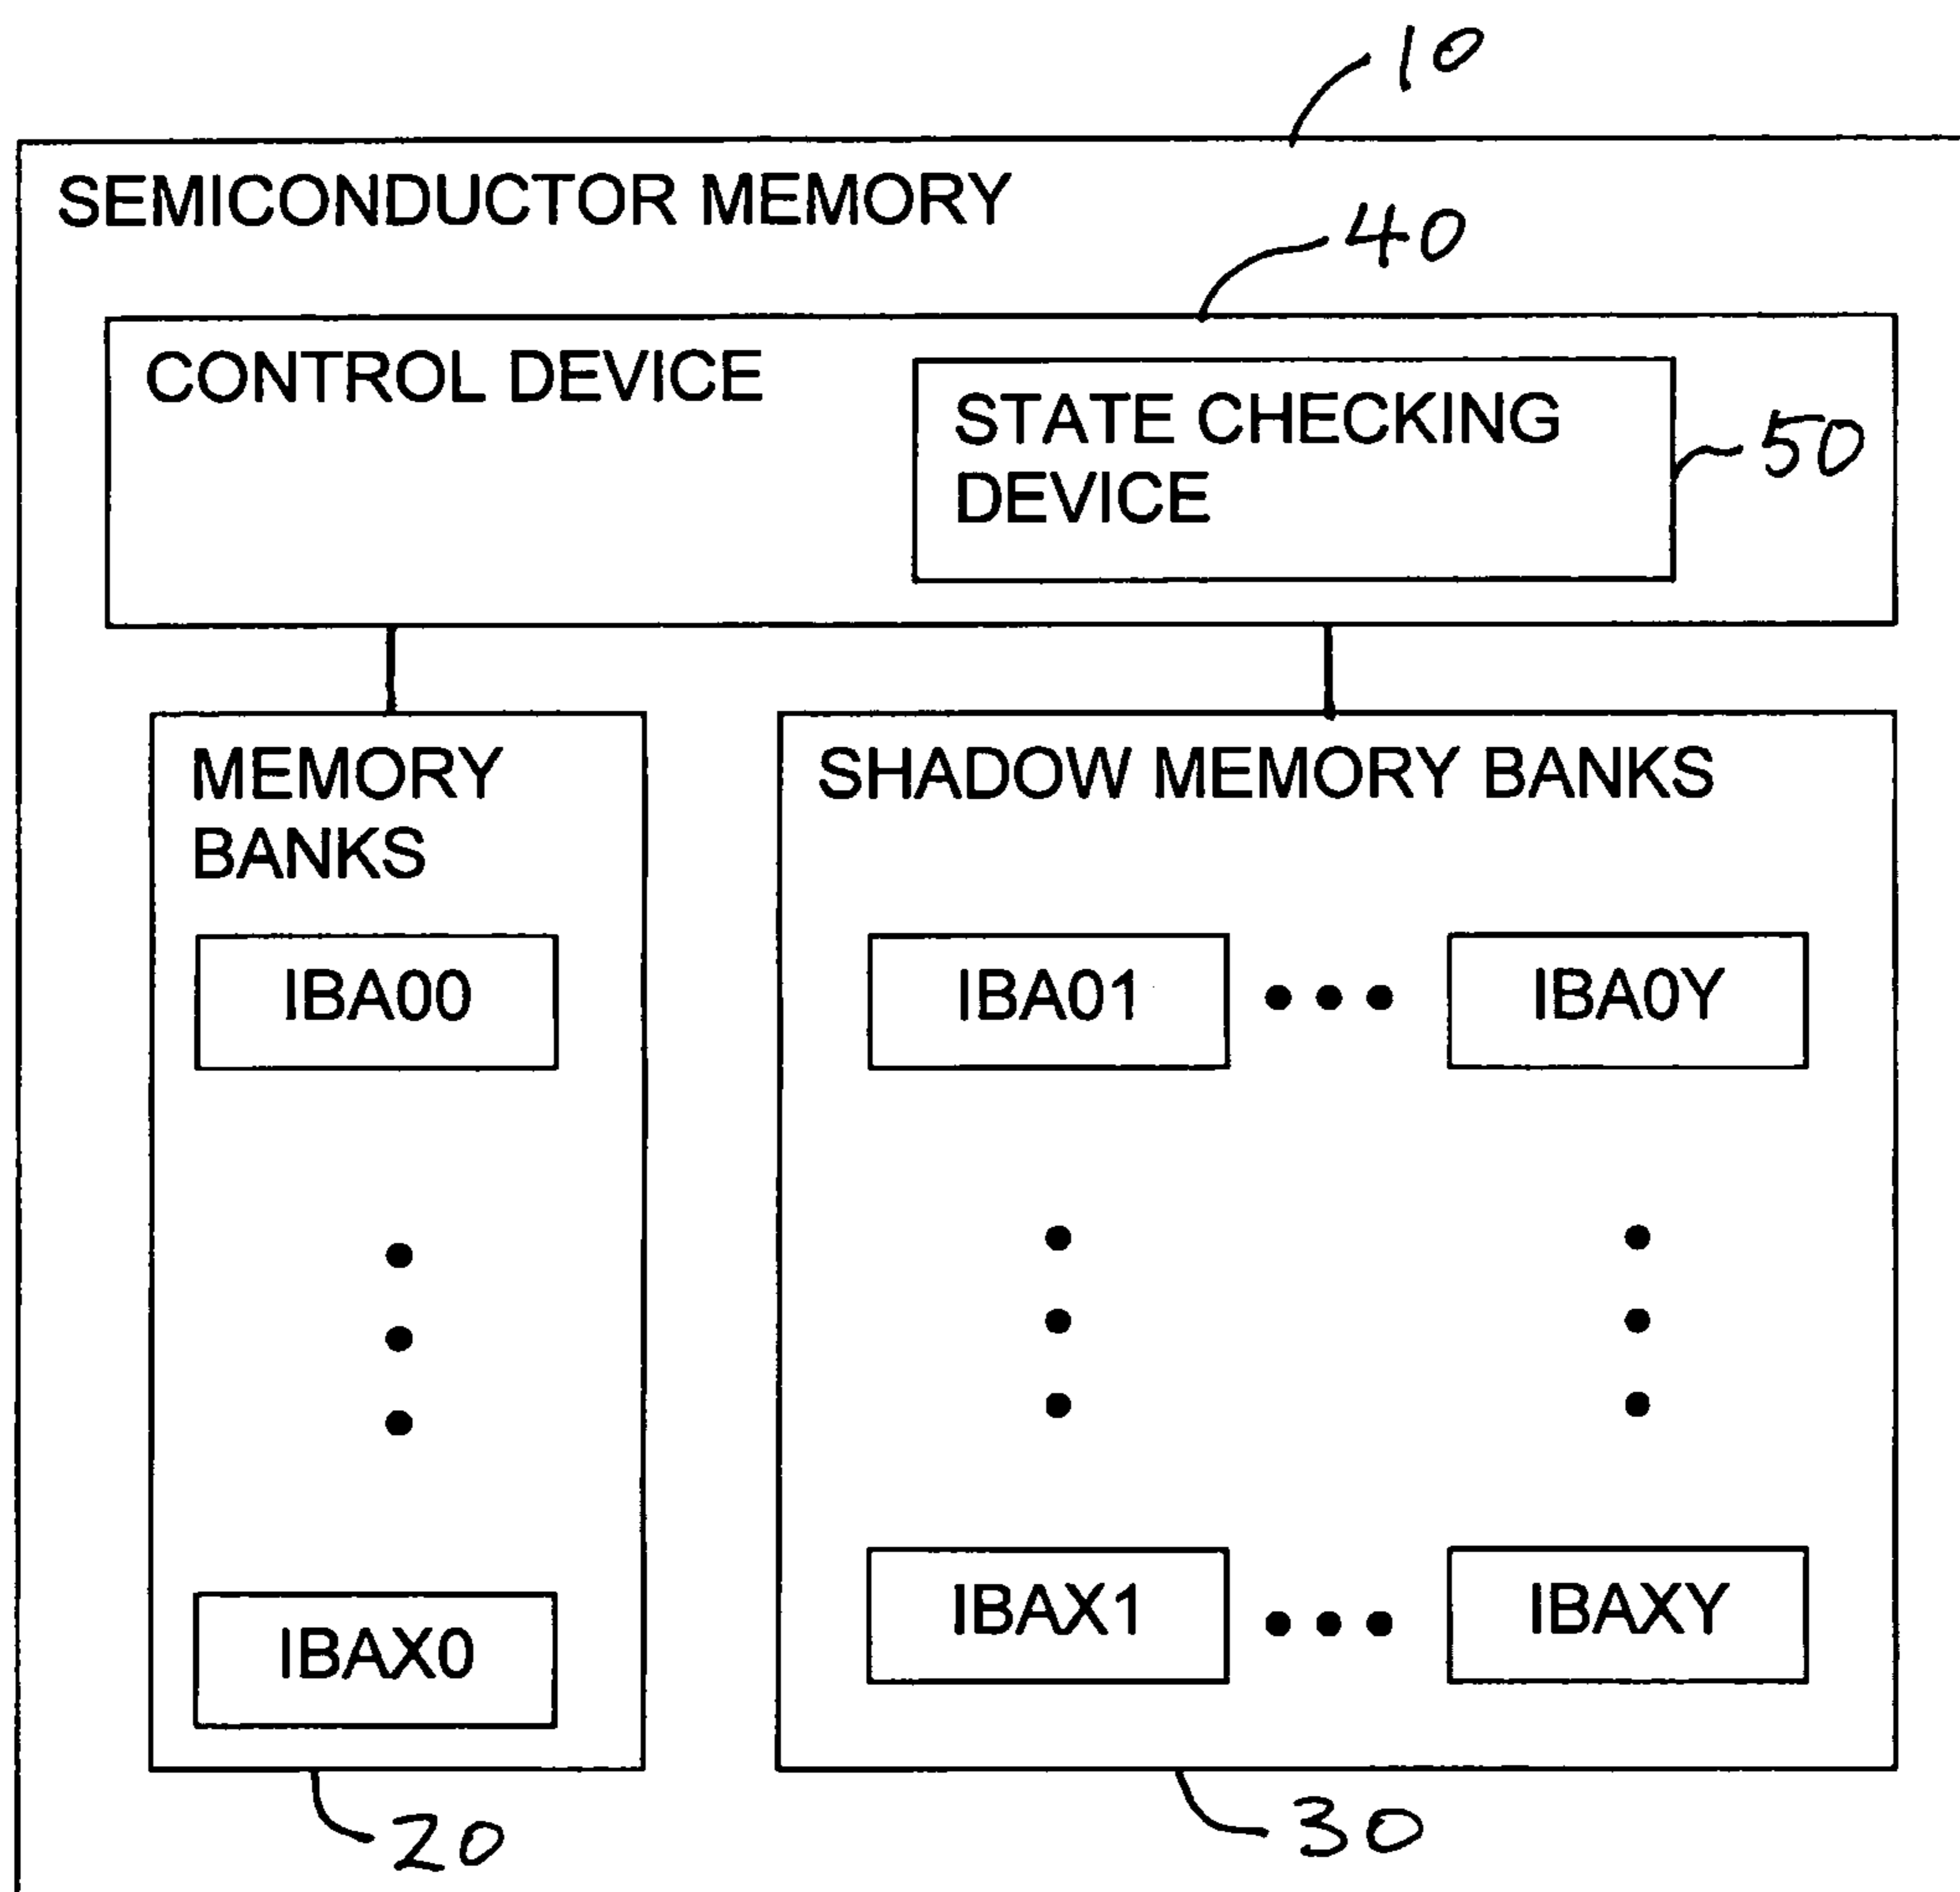 10
SEMICONDUCTOR MEMORY
40
CONTROL DEVICE
STATE CHECKING
DEVICE
50
MEMORY
BANKS
SHADOW MEMORY BANKS
IBA00
IBA01
IBA0Y
IBAX0
IBAX1
IBAXY
20
30